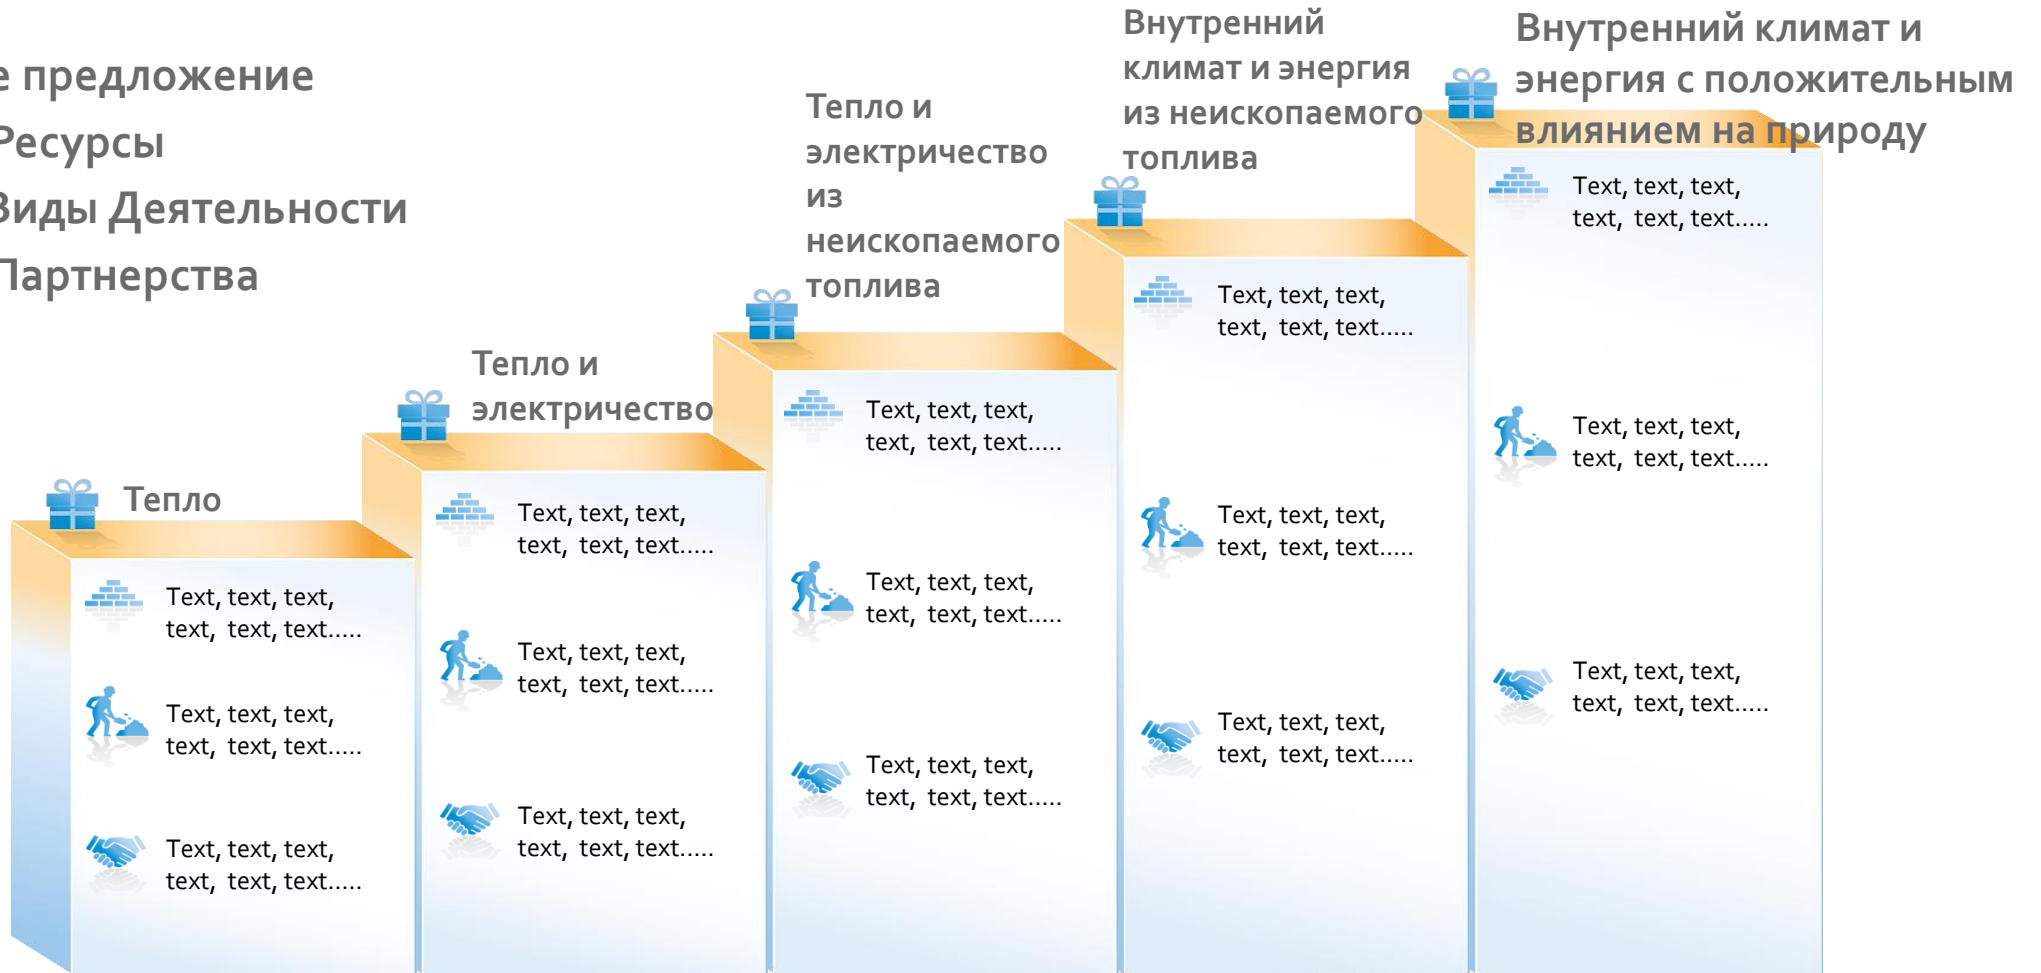 е предложение
Ресурсы
Виды Деятельности
Партнерства
Тепло
Text, text, text,
text, text, text.....
Text, text, text,
text, text, text.....
Text, text, text,
text, text, text.....
Тепло и
электричество
Text, text, text,
text, text, text.....
Text, text, text,
text, text, text.....
Text, text, text,
text, text, text.....
Тепло и
электричество
из
неископаемого
топлива
Text, text, text,
text, text, text.....
Text, text, text,
text, text, text.....
Text, text, text,
text, text, text.....
Внутренний
климат и энергия
из неископаемого
топлива
Text, text, text,
text, text, text.....
Text, text, text,
text, text, text.....
Text, text, text,
text, text, text.....
Внутренний климат и
энергия с положительным
влиянием на природу
Text, text, text,
text, text, text.....
Text, text, text,
text, text, text.....
Text, text, text,
text, text, text.....